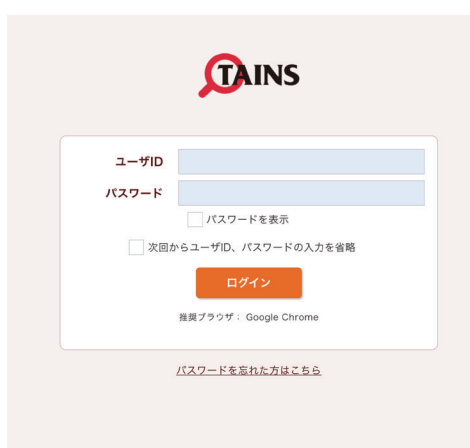 TAINS
ユーザID
パスワード
パスワードを表示
次回からユーザID、パスワードの入力を省略
ログイン
推奨ブラウザ： Google Chrome
パスワードを忘れた方はこちら